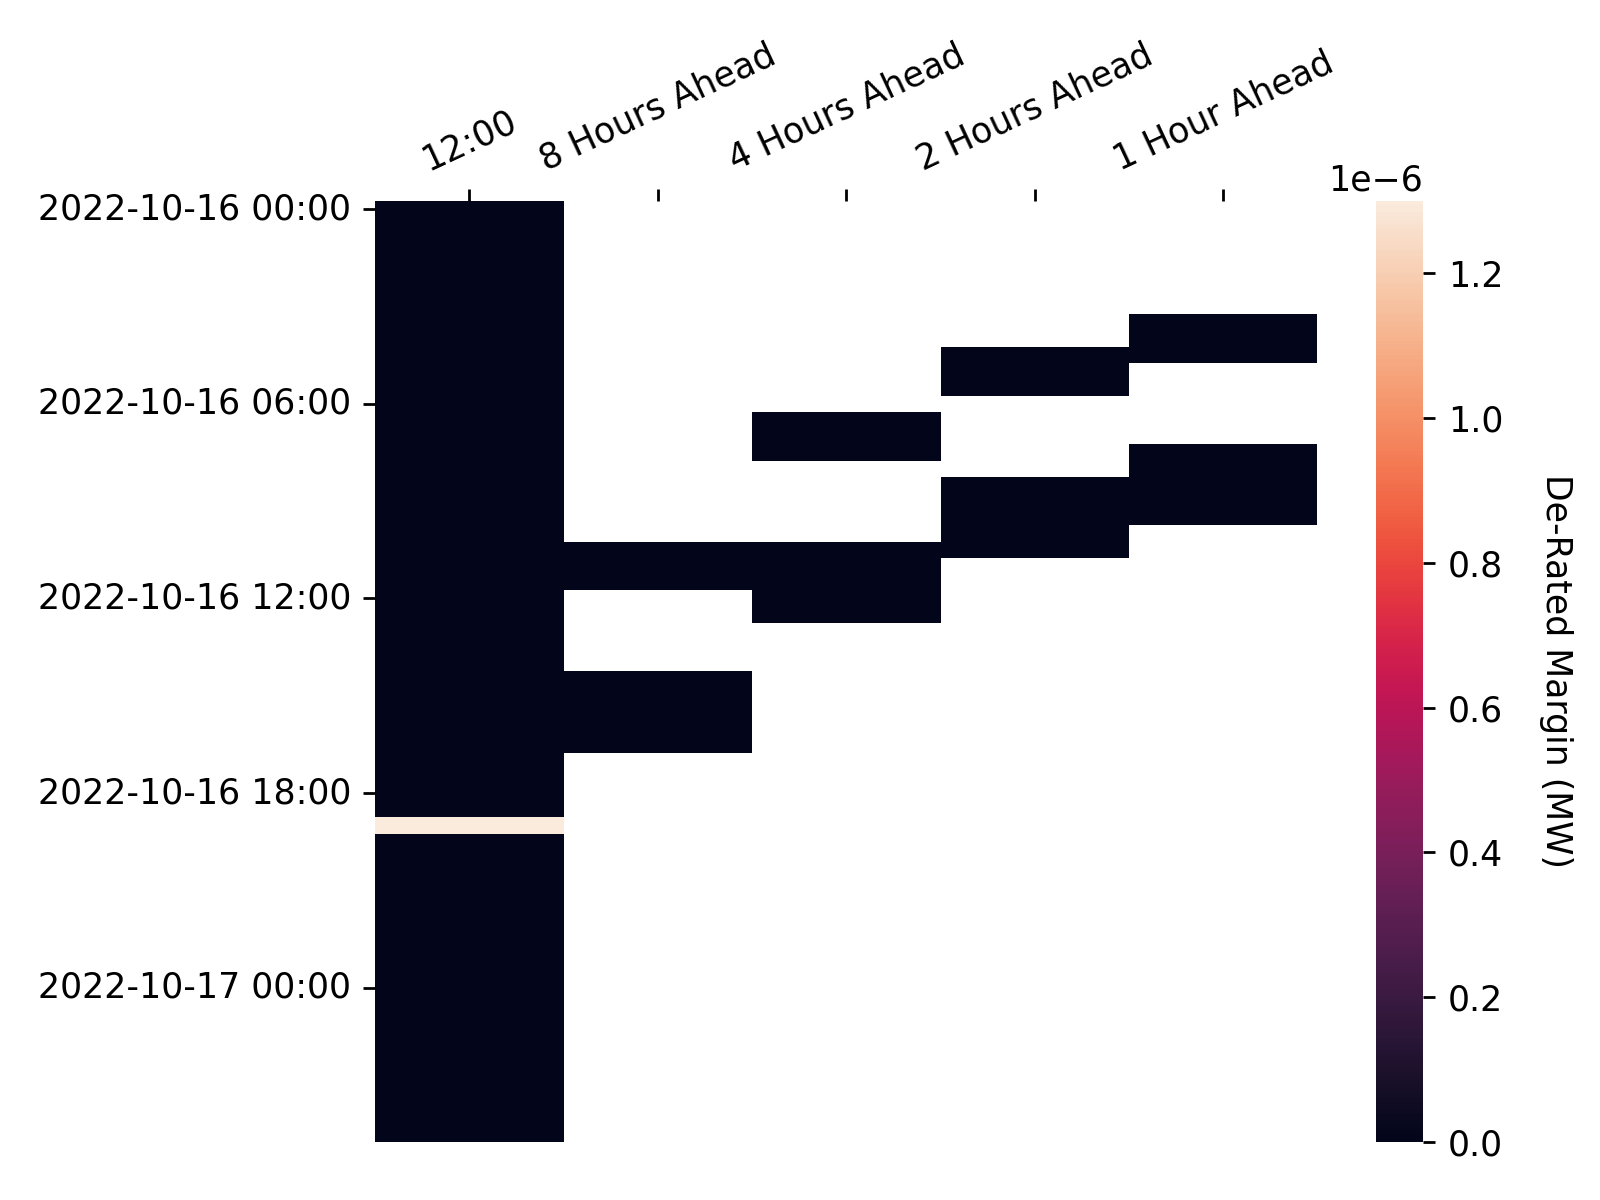 12:00
8 Hours Ahead
4 Hours Ahead
2 Hours Ahead
1 Hour Ahead
1e−6
2022-10-16 00:00
2022-10-16 06:00
2022-10-16 12:00
2022-10-16 18:00
2022-10-17 00:00
1.2
1.0
0.8
0.6
0.4
0.2
0.0
De-Rated Margin (MW)